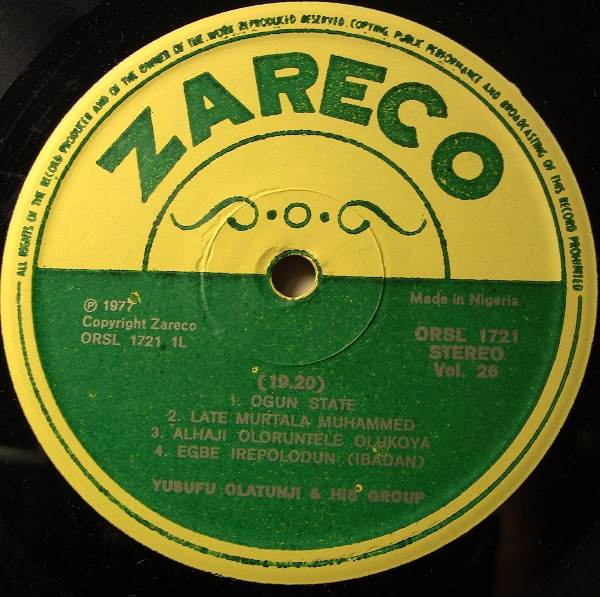 ALL RIGHTS OF THE RECORD PRODUCER AND OF THE OWNER OF THE WORK REPRODUCED RESERVED. COPYING, PUBLIC PERFORMANCE AND BROADCASTING OF THIS RECORD PROHIBITED
ZARECO
℗ 1977
Copyright Zareco
ORSL 1721 1L
Made in Nigeria
ORSL 1721
STEREO
Vol. 26
(19.20)
1. OGUN STATE
2. LATE MURTALA MUHAMMED
3. ALHAJI OLORUNTELE OLUKOYA
4. EGBE IREPOLODUN (IBADAN)
YUSUFU OLATUNJI & HIS GROUP